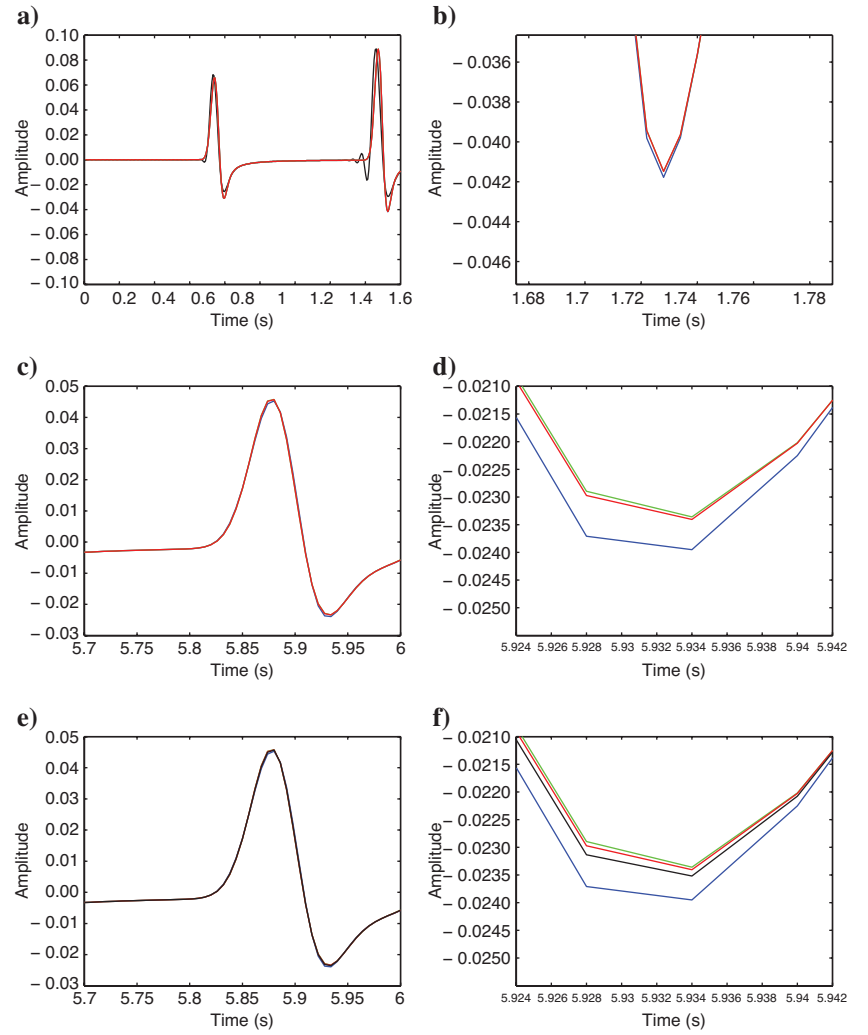 a)
0.10
0.08
0.06
0.04
0.02
0.00
– 0.02
– 0.04
– 0.06
– 0.08
– 0.10
Amplitude
0 0.2 0.4 0.6 0.8 1 1.2 1.4 1.6
Time (s)
b)
– 0.036
– 0.038
– 0.040
– 0.042
– 0.044
– 0.046
Amplitude
1.68 1.7 1.72 1.74 1.76 1.78
Time (s)
c)
0.05
0.04
0.03
0.02
0.01
0.00
– 0.01
– 0.02
– 0.03
Amplitude
5.7 5.75 5.8 5.85 5.9 5.95 6
Time (s)
d)
– 0.0210
– 0.0215
– 0.0220
– 0.0225
– 0.0230
– 0.0235
– 0.0240
– 0.0245
– 0.0250
Amplitude
5.924 5.926 5.928 5.93 5.932 5.934 5.936 5.938 5.94 5.942
Time (s)
e)
0.05
0.04
0.03
0.02
0.01
0.00
– 0.01
– 0.02
– 0.03
Amplitude
5.7 5.75 5.8 5.85 5.9 5.95 6
Time (s)
f)
– 0.0210
– 0.0215
– 0.0220
– 0.0225
– 0.0230
– 0.0235
– 0.0240
– 0.0245
– 0.0250
Amplitude
5.924 5.926 5.928 5.93 5.932 5.934 5.936 5.938 5.94 5.942
Time (s)